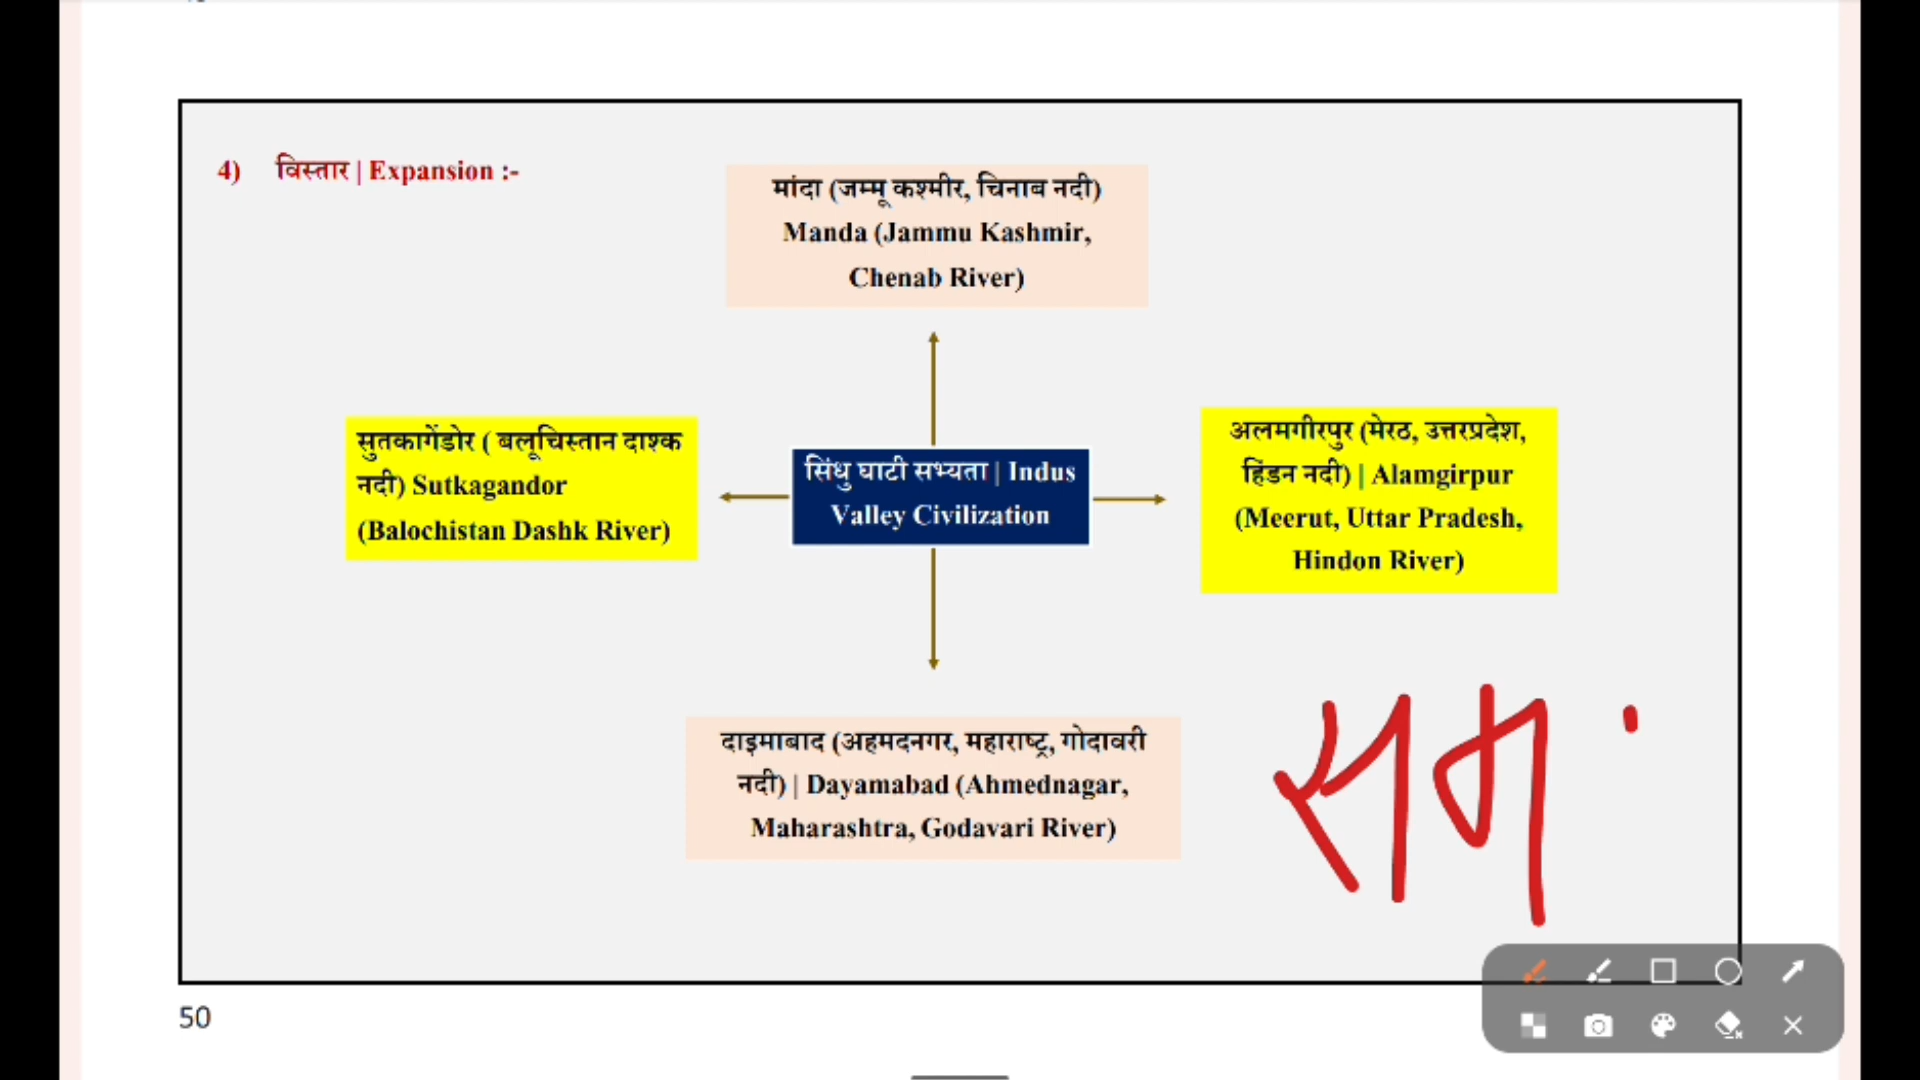 4) विस्तार | Expansion :-
मांदा (जम्मू कश्मीर, चिनाब नदी)
Manda (Jammu Kashmir,
Chenab River)
सुतकागेंडोर ( बलूचिस्तान दाश्क
नदी) Sutkagandor
(Balochistan Dashk River)
सिंधु घाटी सभ्यता | Indus
Valley Civilization
अलमगीरपुर (मेरठ, उत्तरप्रदेश,
हिंडन नदी) | Alamgirpur
(Meerut, Uttar Pradesh,
Hindon River)
दाइमाबाद (अहमदनगर, महाराष्ट्र, गोदावरी
नदी) | Dayamabad (Ahmednagar,
Maharashtra, Godavari River)
50